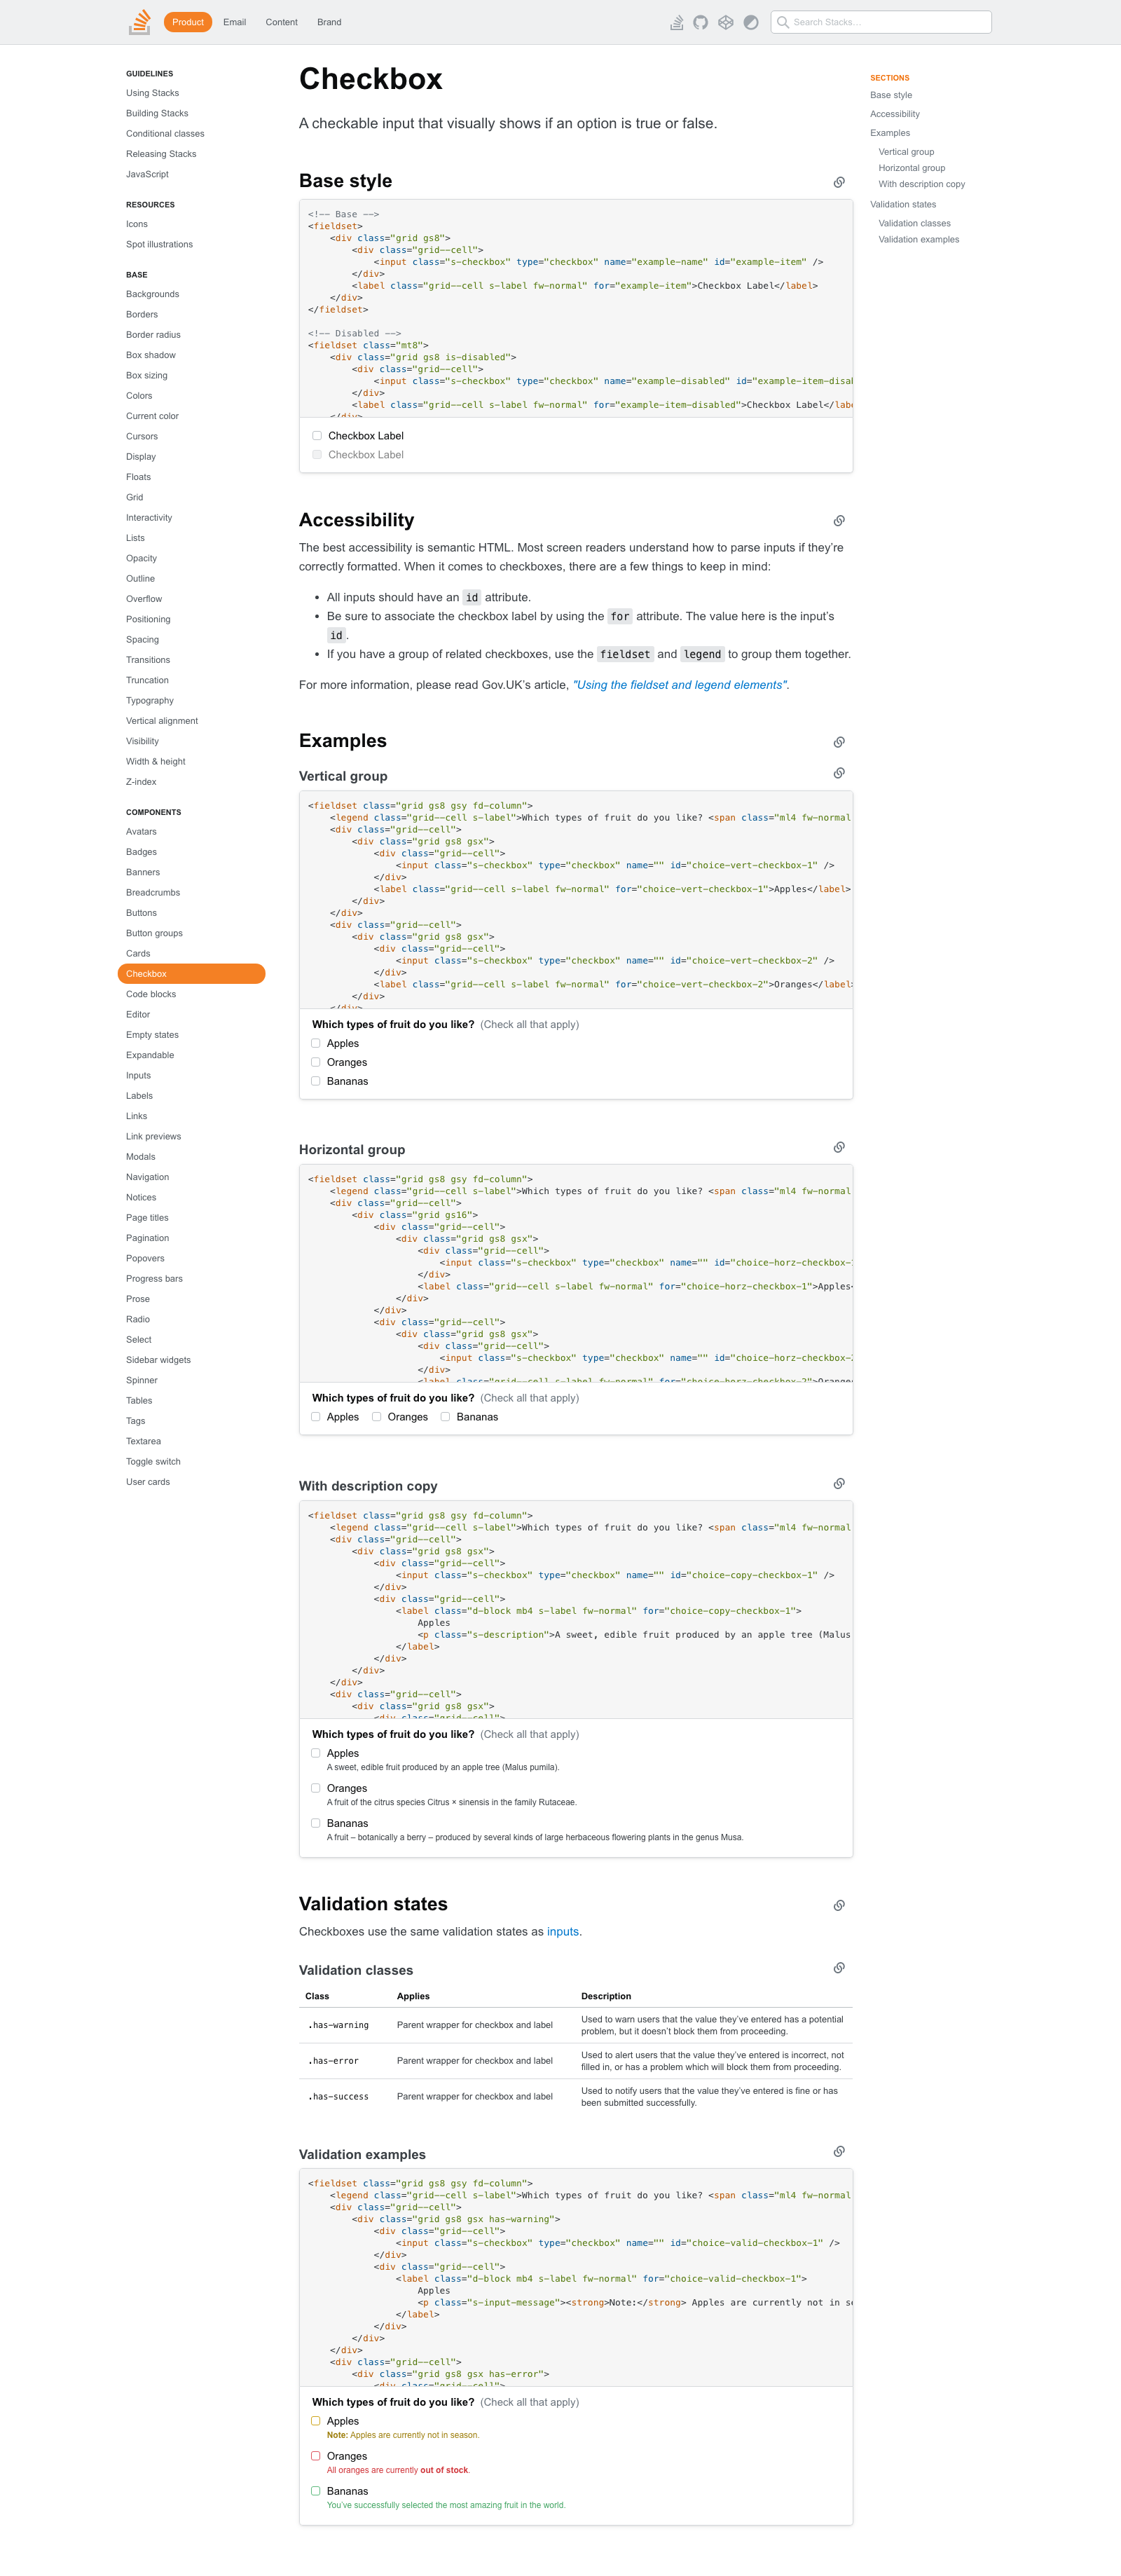 Product Email Content Brand
Search Stacks...
GUIDELINES
Using Stacks
Building Stacks
Conditional classes
Releasing Stacks
JavaScript
RESOURCES
Icons
Spot illustrations
BASE
Backgrounds
Borders
Border radius
Box shadow
Box sizing
Colors
Current color
Cursors
Display
Floats
Grid
Interactivity
Lists
Opacity
Outline
Overflow
Positioning
Spacing
Transitions
Truncation
Typography
Vertical alignment
Visibility
Width & height
Z-index
COMPONENTS
Avatars
Badges
Banners
Breadcrumbs
Buttons
Button groups
Cards
Checkbox
Code blocks
Editor
Empty states
Expandable
Inputs
Labels
Links
Link previews
Modals
Navigation
Notices
Page titles
Pagination
Popovers
Progress bars
Prose
Radio
Select
Sidebar widgets
Spinner
Tables
Tags
Textarea
Toggle switch
User cards
Checkbox
A checkable input that visually shows if an option is true or false.
Base style
<!-- Base -->
<fieldset>
<div class="grid gs8">
<div class="grid--cell">
<input class="s-checkbox" type="checkbox" name="example-name" id="example-item" />
</div>
<label class="grid--cell s-label fw-normal" for="example-item">Checkbox Label</label>
</div>
</fieldset>
<!-- Disabled -->
<fieldset class="mt8">
<div class="grid gs8 is-disabled">
<div class="grid--cell">
<input class="s-checkbox" type="checkbox" name="example-disabled" id="example-item-disab
</div>
<label class="grid--cell s-label fw-normal" for="example-item-disabled">Checkbox Label</labe
</div>
Checkbox Label
Checkbox Label
Accessibility
The best accessibility is semantic HTML. Most screen readers understand how to parse inputs if they're
correctly formatted. When it comes to checkboxes, there are a few things to keep in mind:
• All inputs should have an id attribute.
• Be sure to associate the checkbox label by using the for attribute. The value here is the input's
id.
• If you have a group of related checkboxes, use the fieldset and legend to group them together.
For more information, please read Gov.UK's article, "Using the fieldset and legend elements".
Examples
Vertical group
<fieldset class="grid gs8 gsy fd-column">
<legend class="grid--cell s-label">Which types of fruit do you like? <span class="ml4 fw-normal
<div class="grid--cell">
<div class="grid gs8 gsx">
<div class="grid--cell">
<input class="s-checkbox" type="checkbox" name="" id="choice-vert-checkbox-1" />
</div>
<label class="grid--cell s-label fw-normal" for="choice-vert-checkbox-1">Apples</label>
</div>
</div>
<div class="grid--cell">
<div class="grid gs8 gsx">
<div class="grid--cell">
<input class="s-checkbox" type="checkbox" name="" id="choice-vert-checkbox-2" />
</div>
<label class="grid--cell s-label fw-normal" for="choice-vert-checkbox-2">Oranges</label>
</div>
</div>
Which types of fruit do you like? (Check all that apply)
Apples
Oranges
Bananas
Horizontal group
<fieldset class="grid gs8 gsy fd-column">
<legend class="grid--cell s-label">Which types of fruit do you like? <span class="ml4 fw-normal
<div class="grid--cell">
<div class="grid gs16">
<div class="grid--cell">
<div class="grid gs8 gsx">
<div class="grid--cell">
<input class="s-checkbox" type="checkbox" name="" id="choice-horz-checkbox-1
</div>
<label class="grid--cell s-label fw-normal" for="choice-horz-checkbox-1">Apples<
</div>
</div>
<div class="grid--cell">
<div class="grid gs8 gsx">
<div class="grid--cell">
<input class="s-checkbox" type="checkbox" name="" id="choice-horz-checkbox-2
</div>
<label class="grid--cell s-label fw-normal" for="choice-horz-checkbox-2">Orange
Which types of fruit do you like? (Check all that apply)
Apples Oranges Bananas
With description copy
<fieldset class="grid gs8 gsy fd-column">
<legend class="grid--cell s-label">Which types of fruit do you like? <span class="ml4 fw-normal
<div class="grid--cell">
<div class="grid gs8 gsx">
<div class="grid--cell">
<input class="s-checkbox" type="checkbox" name="" id="choice-copy-checkbox-1" />
</div>
<div class="grid--cell">
<label class="d-block mb4 s-label fw-normal" for="choice-copy-checkbox-1">
Apples
<p class="s-description">A sweet, edible fruit produced by an apple tree (Malus
</label>
</div>
</div>
</div>
<div class="grid--cell">
<div class="grid gs8 gsx">
<div class="grid--cell">
Which types of fruit do you like? (Check all that apply)
Apples
A sweet, edible fruit produced by an apple tree (Malus pumila).
Oranges
A fruit of the citrus species Citrus × sinensis in the family Rutaceae.
Bananas
A fruit – botanically a berry – produced by several kinds of large herbaceous flowering plants in the genus Musa.
Validation states
Checkboxes use the same validation states as inputs.
Validation classes
Class Applies Description
.has-warning Parent wrapper for checkbox and label Used to warn users that the value they've entered has a potential
problem, but it doesn't block them from proceeding.
.has-error Parent wrapper for checkbox and label Used to alert users that the value they've entered is incorrect, not
filled in, or has a problem which will block them from proceeding.
.has-success Parent wrapper for checkbox and label Used to notify users that the value they've entered is fine or has
been submitted successfully.
Validation examples
<fieldset class="grid gs8 gsy fd-column">
<legend class="grid--cell s-label">Which types of fruit do you like? <span class="ml4 fw-normal
<div class="grid--cell">
<div class="grid gs8 gsx has-warning">
<div class="grid--cell">
<input class="s-checkbox" type="checkbox" name="" id="choice-valid-checkbox-1" />
</div>
<div class="grid--cell">
<label class="d-block mb4 s-label fw-normal" for="choice-valid-checkbox-1">
Apples
<p class="s-input-message"><strong>Note:</strong> Apples are currently not in se
</label>
</div>
</div>
</div>
<div class="grid--cell">
<div class="grid gs8 gsx has-error">
<div class="grid--cell">
Which types of fruit do you like? (Check all that apply)
Apples
Note: Apples are currently not in season.
Oranges
All oranges are currently out of stock.
Bananas
You've successfully selected the most amazing fruit in the world.
SECTIONS
Base style
Accessibility
Examples
Vertical group
Horizontal group
With description copy
Validation states
Validation classes
Validation examples